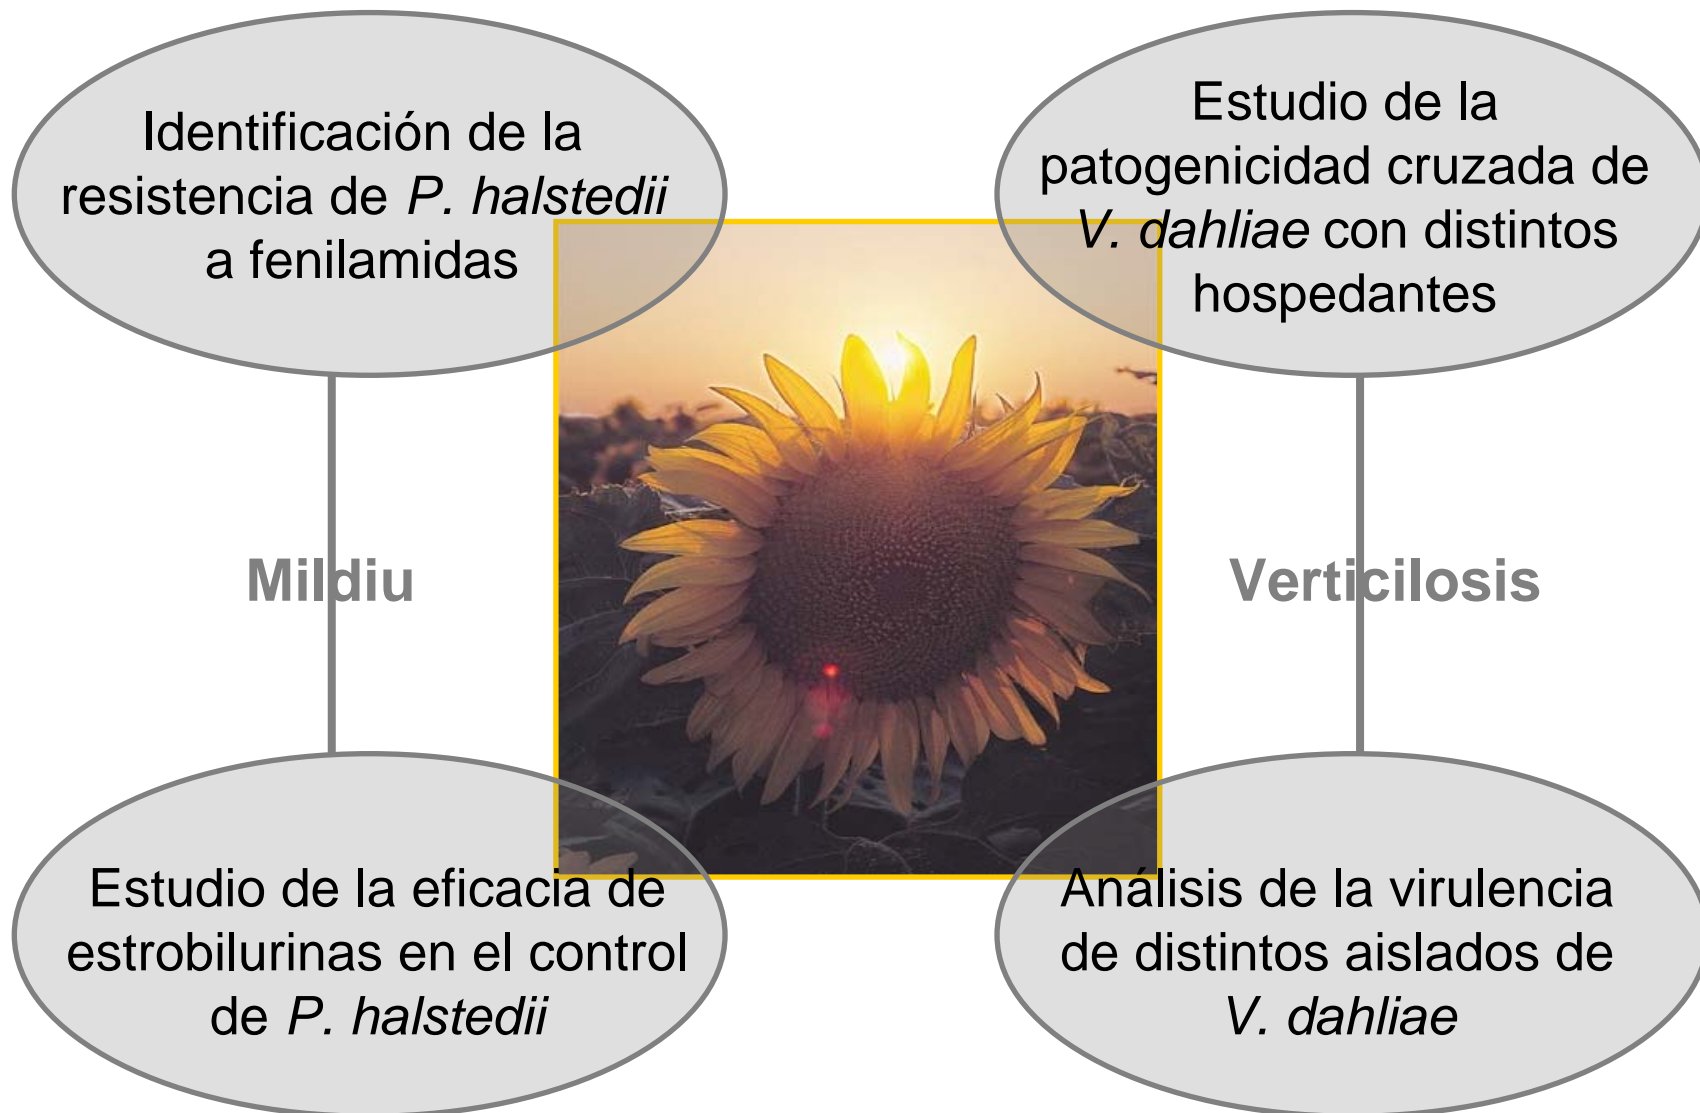 Identificación de la
resistencia de P. halstedii
a fenilamidas
Estudio de la
patogenicidad cruzada de
V. dahliae con distintos
hospedantes
Mildiu
Verticilosis
Estudio de la eficacia de
estrobilurinas en el control
de P. halstedii
Análisis de la virulencia
de distintos aislados de
V. dahliae